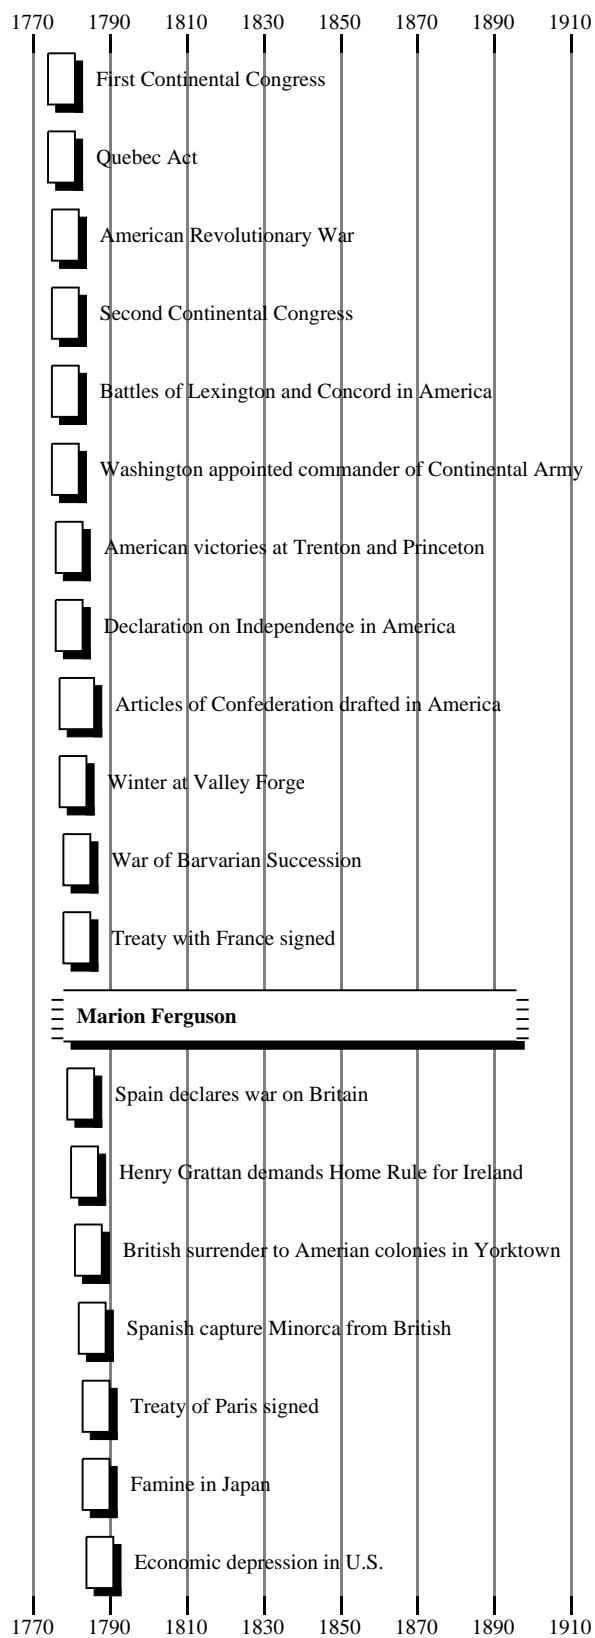 1770 1790 1810 1830 1850 1870 1890 1910
First Continental Congress
Quebec Act
American Revolutionary War
Second Continental Congress
Battles of Lexington and Concord in America
Washington appointed commander of Continental Army
American victories at Trenton and Princeton
Declaration on Independence in America
Articles of Confederation drafted in America
Winter at Valley Forge
War of Barvarian Succession
Treaty with France signed
Marion Ferguson
Spain declares war on Britain
Henry Grattan demands Home Rule for Ireland
British surrender to Amerian colonies in Yorktown
Spanish capture Minorca from British
Treaty of Paris signed
Famine in Japan
Economic depression in U.S.
1770 1790 1810 1830 1850 1870 1890 1910